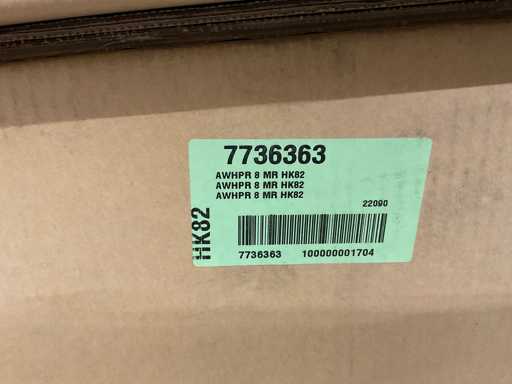 7736363
AWHPR 8 MR HK82
AWHPR 8 MR HK82
AWHPR 8 MR HK82
22090
HK82
7736363 100000001704